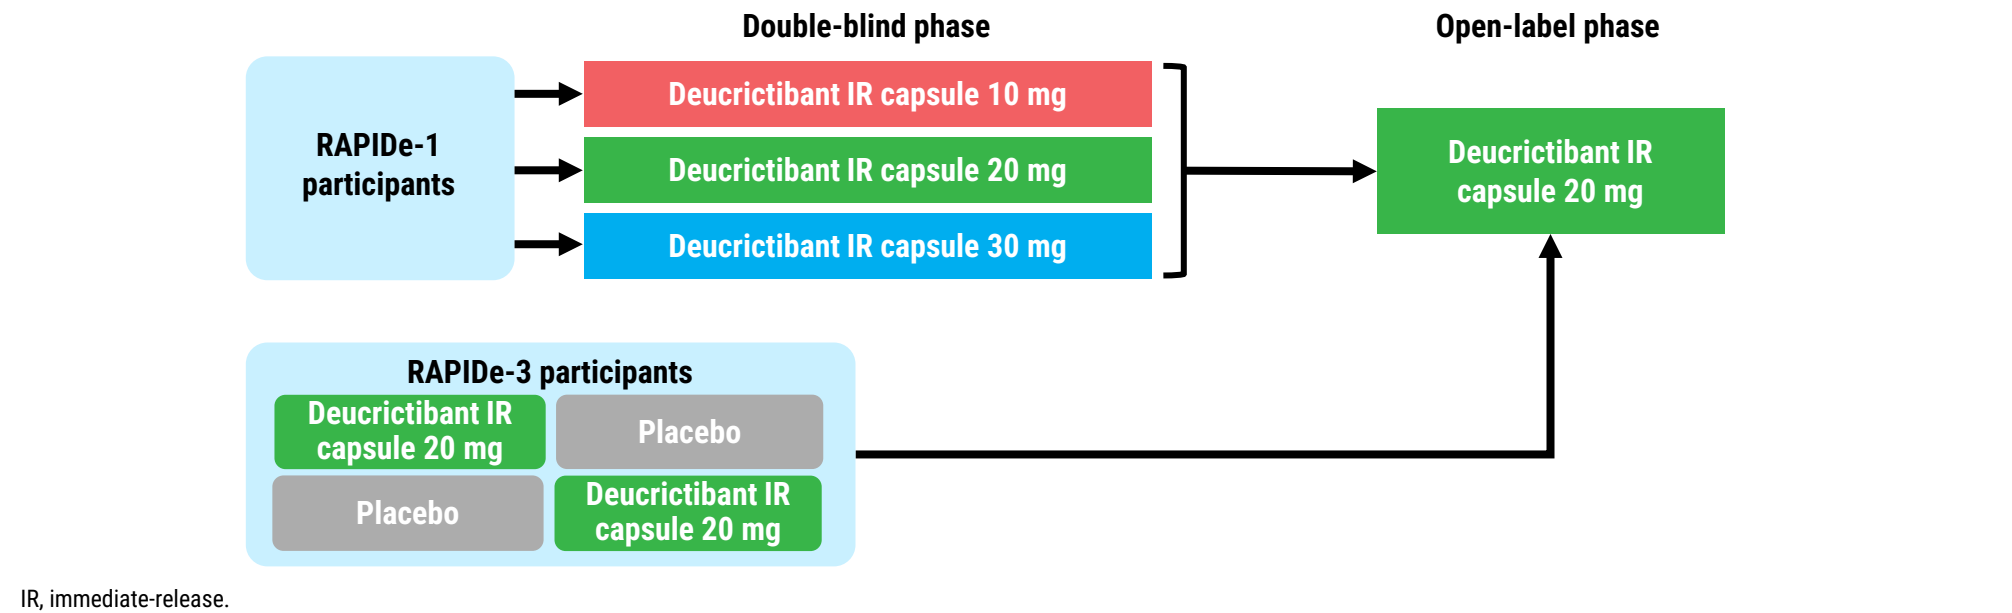 Double-blind phase
Open-label phase
RAPIDe-1
participants
Deucrictibant IR capsule 10 mg
Deucrictibant IR capsule 20 mg
Deucrictibant IR capsule 30 mg
Deucrictibant IR
capsule 20 mg
RAPIDe-3 participants
Deucrictibant IR
capsule 20 mg
Placebo
Placebo
Deucrictibant IR
capsule 20 mg
IR, immediate-release.